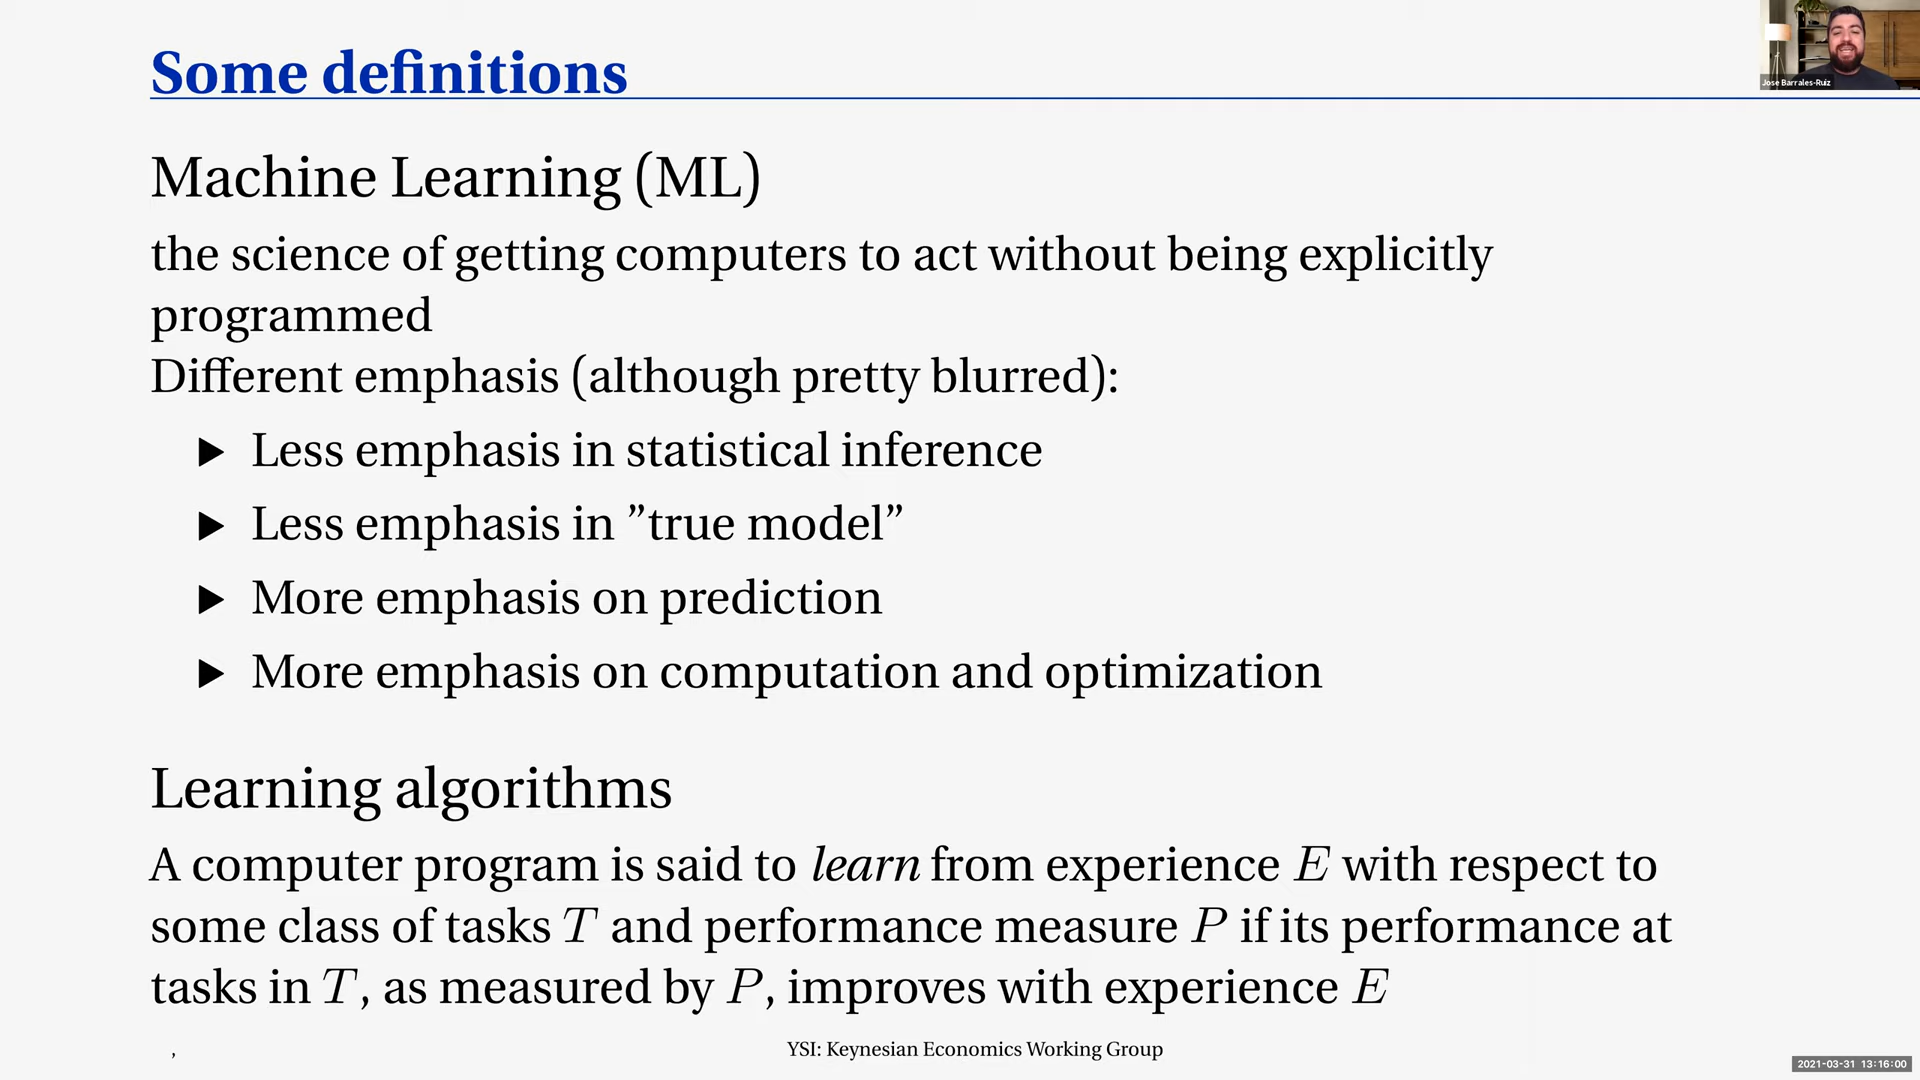 Some definitions
Jose Barrales-Ruiz
Machine Learning (ML)
the science of getting computers to act without being explicitly
programmed
Different emphasis (although pretty blurred):
▶ Less emphasis in statistical inference
▶ Less emphasis in ”true model”
▶ More emphasis on prediction
▶ More emphasis on computation and optimization
Learning algorithms
A computer program is said to learn from experience E with respect to
some class of tasks T and performance measure P if its performance at
tasks in T, as measured by P, improves with experience E
,
YSI: Keynesian Economics Working Group
2021-03-31 13:16:00